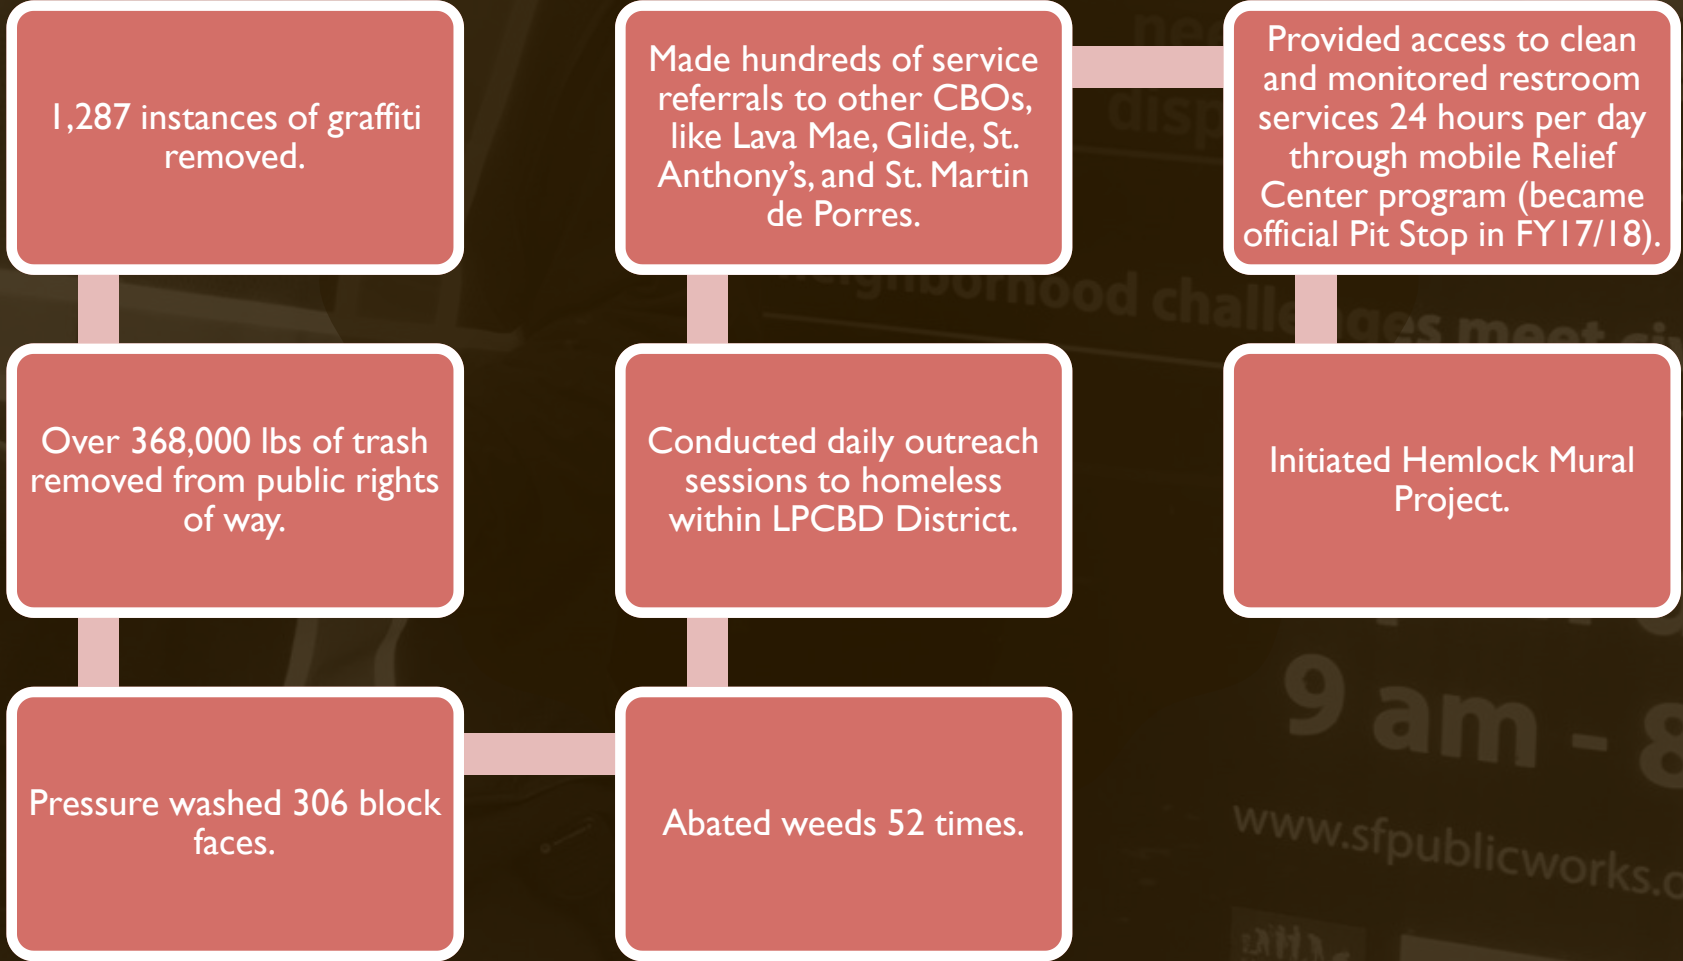 1,287 instances of graffiti
removed.
Over 368,000 lbs of trash
removed from public rights
of way.
Pressure washed 306 block
faces.
Abated weeds 52 times.
Conducted daily outreach
sessions to homeless
within LPCBD District.
Made hundreds of service
referrals to other CBOs,
like Lava Mae, Glide, St.
Anthony’s, and St. Martin
de Porres.
Provided access to clean
and monitored restroom
services 24 hours per day
through mobile Relief
Center program (became
official Pit Stop in FY17/18).
Initiated Hemlock Mural
Project.
neighborhood challenges meet
9 am - 8
www.sfpublicworks.o